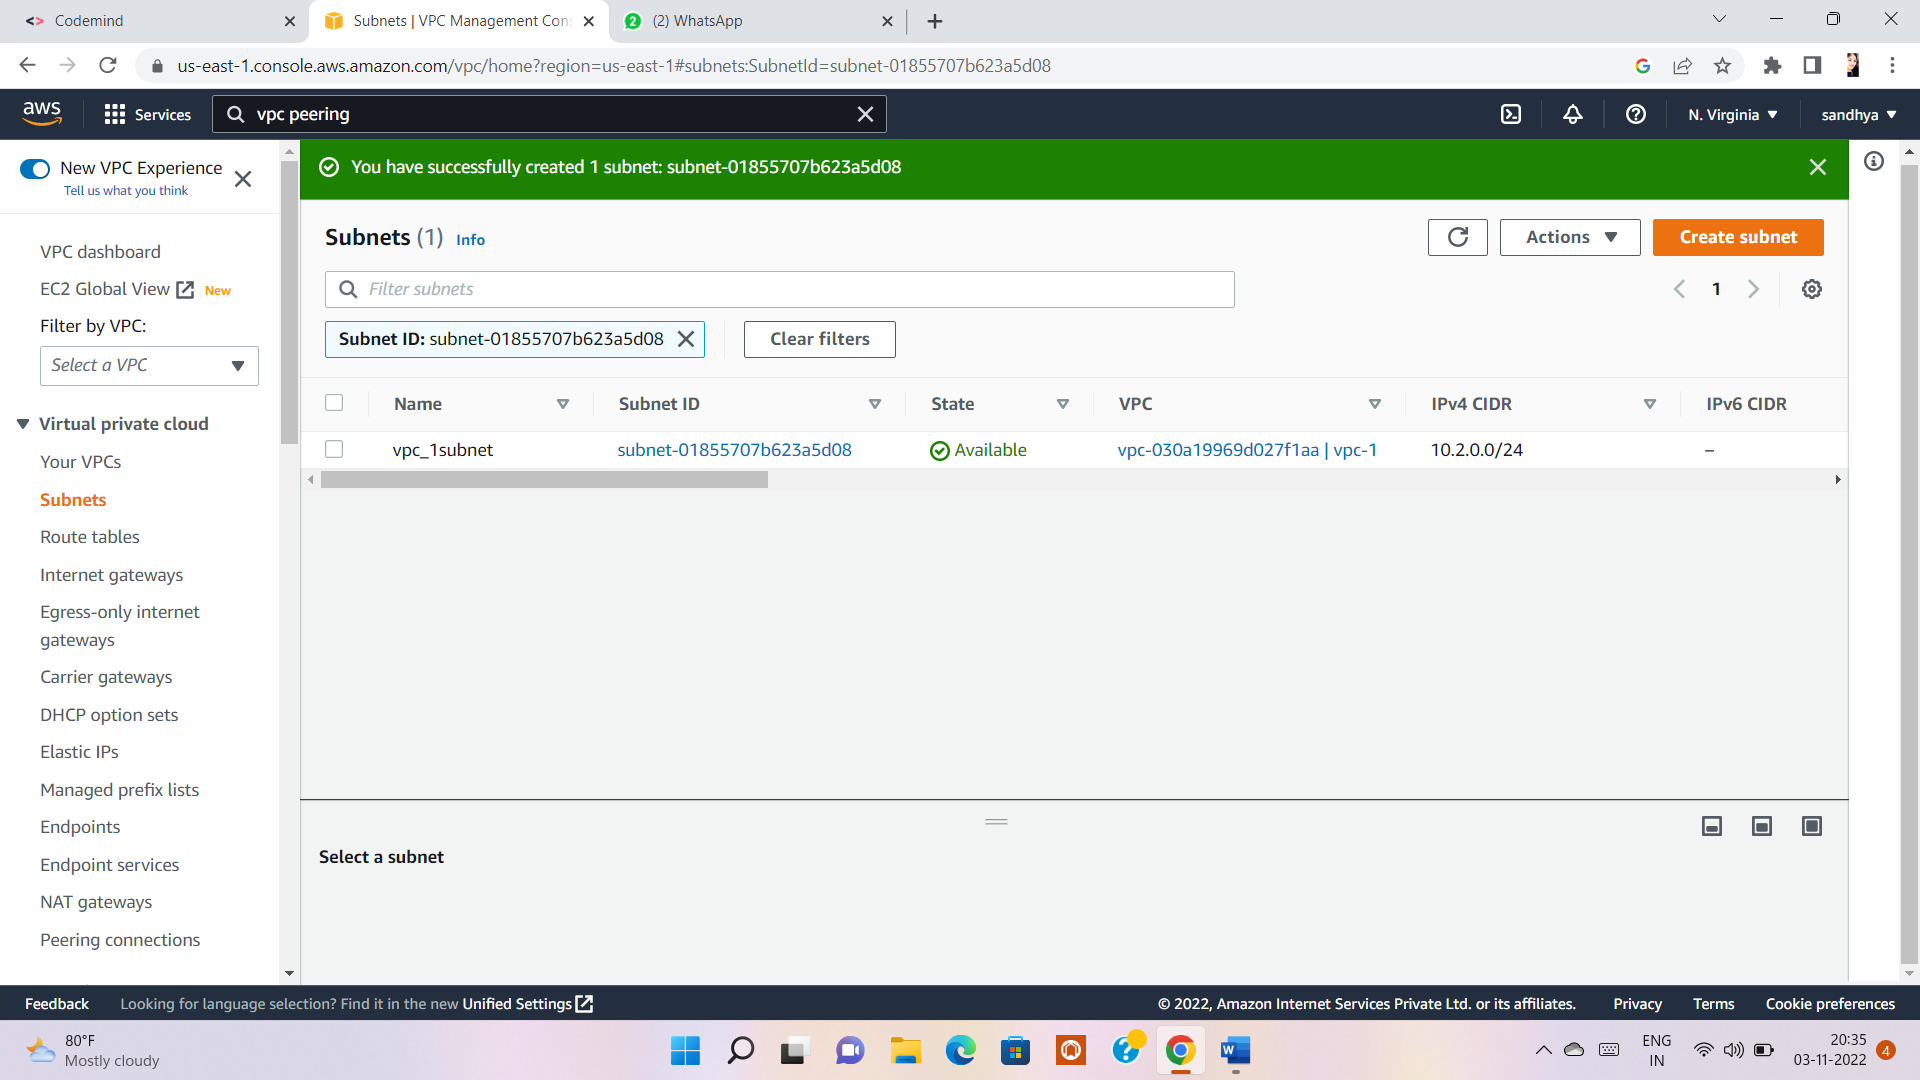 Codemind
Subnets | VPC Management Con
(2) WhatsApp
us-east-1.console.aws.amazon.com/vpc/home?region=us-east-1#subnets:SubnetId=subnet-01855707b623a5d08
aws
Services
vpc peering
N. Virginia
sandhya
New VPC Experience
Tell us what you think
VPC dashboard
EC2 Global View New
Filter by VPC:
Select a VPC
Virtual private cloud
Your VPCs
Subnets
Route tables
Internet gateways
Egress-only internet
gateways
Carrier gateways
DHCP option sets
Elastic IPs
Managed prefix lists
Endpoints
Endpoint services
NAT gateways
Peering connections
You have successfully created 1 subnet: subnet-01855707b623a5d08
Subnets (1) Info
Actions
Create subnet
Filter subnets
1
Subnet ID: subnet-01855707b623a5d08
Clear filters
Name Subnet ID State VPC IPv4 CIDR IPv6 CIDR
vpc_1subnet subnet-01855707b623a5d08 Available vpc-030a19969d027f1aa | vpc-1 10.2.0.0/24 –
Select a subnet
Feedback Looking for language selection? Find it in the new Unified Settings © 2022, Amazon Internet Services Private Ltd. or its affiliates. Privacy Terms Cookie preferences
80°F
Mostly cloudy
ENG
IN
20:35
03-11-2022
4